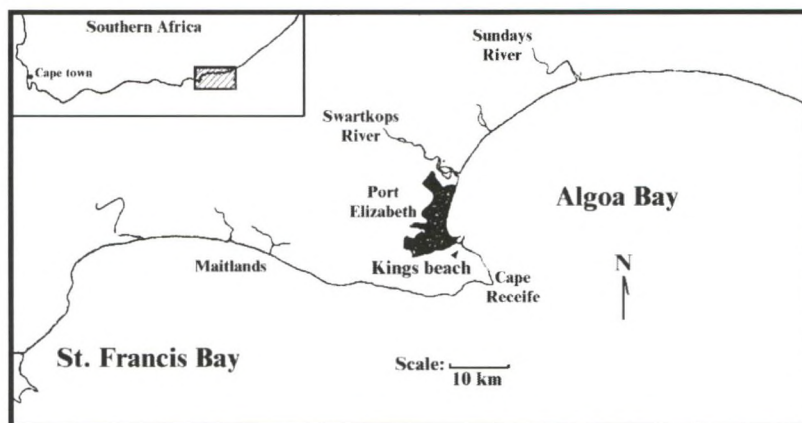 Southern Africa
Cape town
Sundays
River
Swartkops
River
Port
Elizabeth
Algoa Bay
Maitlands
Kings beach
Cape
Receife
N
St. Francis Bay
Scale:
10 km